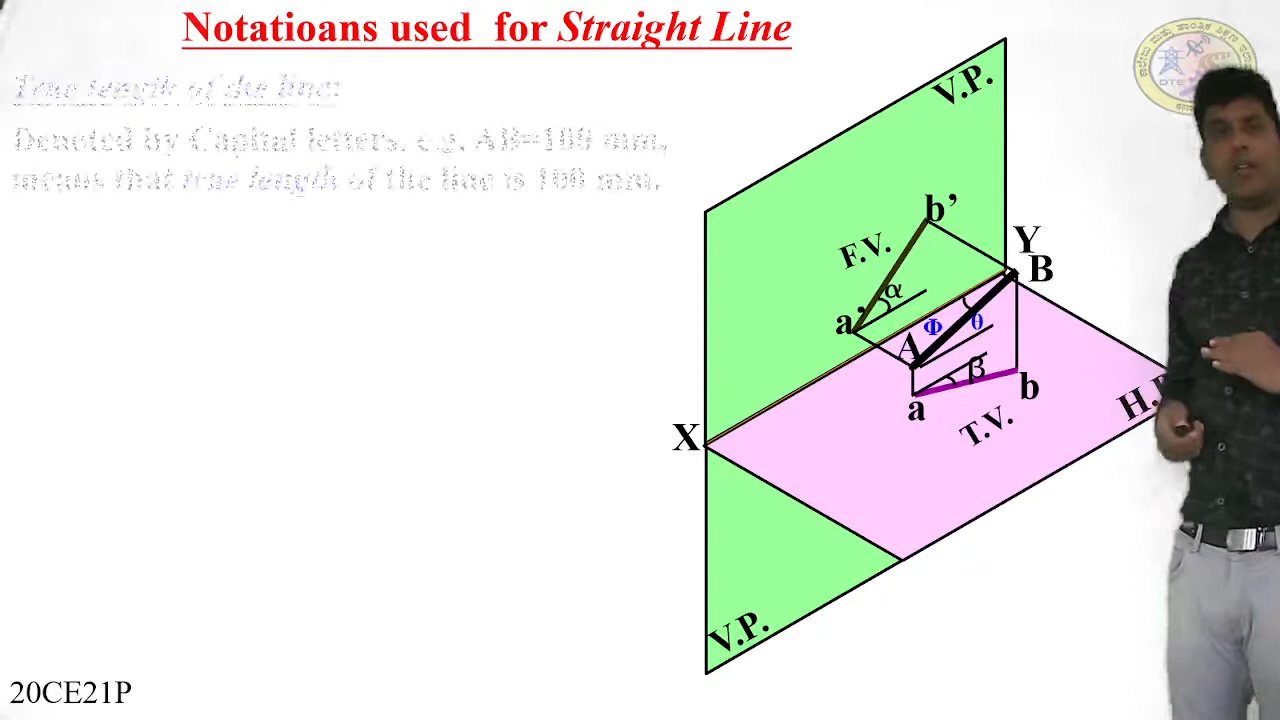 Notatioans used for Straight Line
True length of the line:
Denoted by Capital letters. e.g. AB=100 mm,
means that true length of the line is 100 mm.
V.P.
b’
F.V.
Y
B
α
a’
Φ
θ
A
β
b
a
H.P
T.V.
X
V.P.
DTE
20CE21P